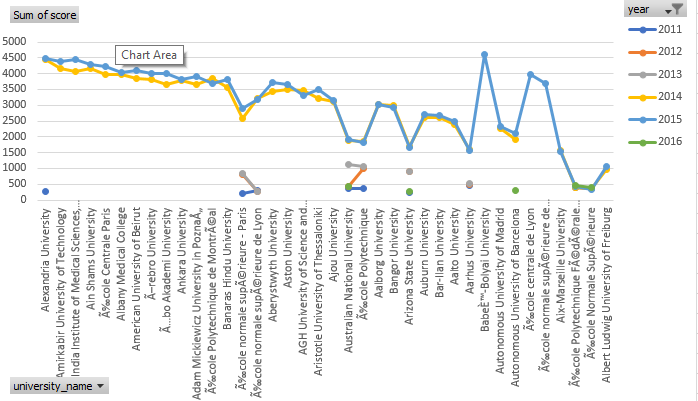 Sum of score
year
2011
2012
2013
2014
2015
2016
Chart Area
5000
4500
4000
3500
3000
2500
2000
1500
1000
500
0
Alexandria University
Amirkabir University of Technology
India Institute of Medical Sciences,...
Ain Shams University
Ã‰cole Centrale Paris
Albany Medical College
American University of Beirut
Ã–rebro University
Ã…bo Akademi University
Ankara University
Adam Mickiewicz University in PoznaÅ„
Ã‰cole Polytechnique de MontrÃ©al
Banaras Hindu University
Ã‰cole normale supÃ©rieure - Paris
Ã‰cole normale supÃ©rieure de Lyon
Aberystwyth University
Aston University
AGH University of Science and...
Aristotle University of Thessaloniki
Ajou University
Australian National University
Ã‰cole Polytechnique
Aalborg University
Bangor University
Arizona State University
Auburn University
Bar-Ilan University
Aalto University
Aarhus University
BabeÈ™-Bolyai University
Autonomous University of Madrid
Autonomous University of Barcelona
Ã‰cole centrale de Lyon
Ã‰cole normale supÃ©rieure de...
Aix-Marseille University
Ã‰cole Polytechnique FÃ©dÃ©rale...
Ã‰cole Normale SupÃ©rieure
Albert Ludwig University of Freiburg
university_name